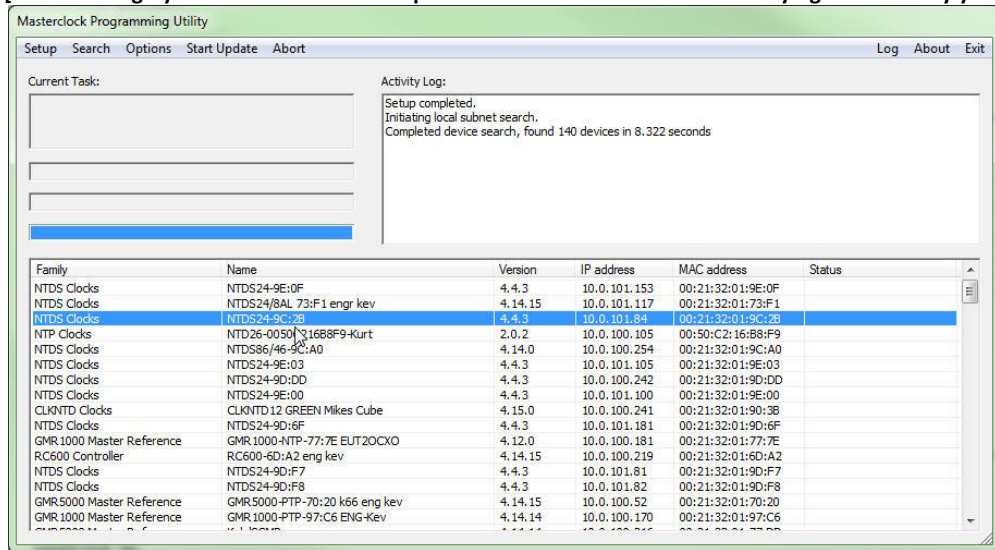 Masterclock Programming Utility
Setup Search Options Start Update Abort Log About Exit
Current Task:
Activity Log:
Setup completed.
Initiating local subnet search.
Completed device search, found 140 devices in 8.322 seconds
Family Name Version IP address MAC address Status
NTDS Clocks NTDS24-9E:0F 4.4.3 10.0.101.153 00:21:32:01:9E:0F
NTDS Clocks NTDS24/8AL 73:F1 engr kev 4.14.15 10.0.101.117 00:21:32:01:73:F1
NTDS Clocks NTDS24-9C:2B 4.4.3 10.0.101.84 00:21:32:01:9C:2B
NTP Clocks 2.0.2 10.0.100.105 00:50:C2:16:B8:F9
NTDS Clocks NTDS86/46-9C:A0 4.14.0 10.0.100.254 00:21:32:01:9C:A0
NTDS Clocks NTDS24-9E:03 4.4.3 10.0.101.105 00:21:32:01:9E:03
NTDS Clocks NTDS24-9D:DD 4.4.3 10.0.100.242 00:21:32:01:9D:DD
NTDS Clocks NTDS24-9E:00 4.4.3 10.0.101.100 00:21:32:01:9E:00
CLKNTD Clocks CLKNTD12 GREEN Mikes Cube 4.15.0 10.0.100.241 00:21:32:01:90:3B
NTDS Clocks NTDS24-9D:6F 4.4.3 10.0.101.181 00:21:32:01:9D:6F
GMR1000 Master Reference GMR1000-NTP-77:7E EUT2OCXO 4.12.0 10.0.100.181 00:21:32:01:77:7E
RC600 Controller RC600-6D:A2 eng kev 4.14.15 10.0.100.219 00:21:32:01:6D:A2
NTDS Clocks NTDS24-9D:F7 4.4.3 10.0.101.81 00:21:32:01:9D:F7
NTDS Clocks NTDS24-9D:F8 4.4.3 10.0.101.82 00:21:32:01:9D:F8
GMR5000 Master Reference GMR5000-PTP-70:20 k66 eng kev 4.14.15 10.0.100.52 00:21:32:01:70:20
GMR1000 Master Reference GMR1000-PTP-97:C6 ENG-Kev 4.14.14 10.0.100.170 00:21:32:01:97:C6